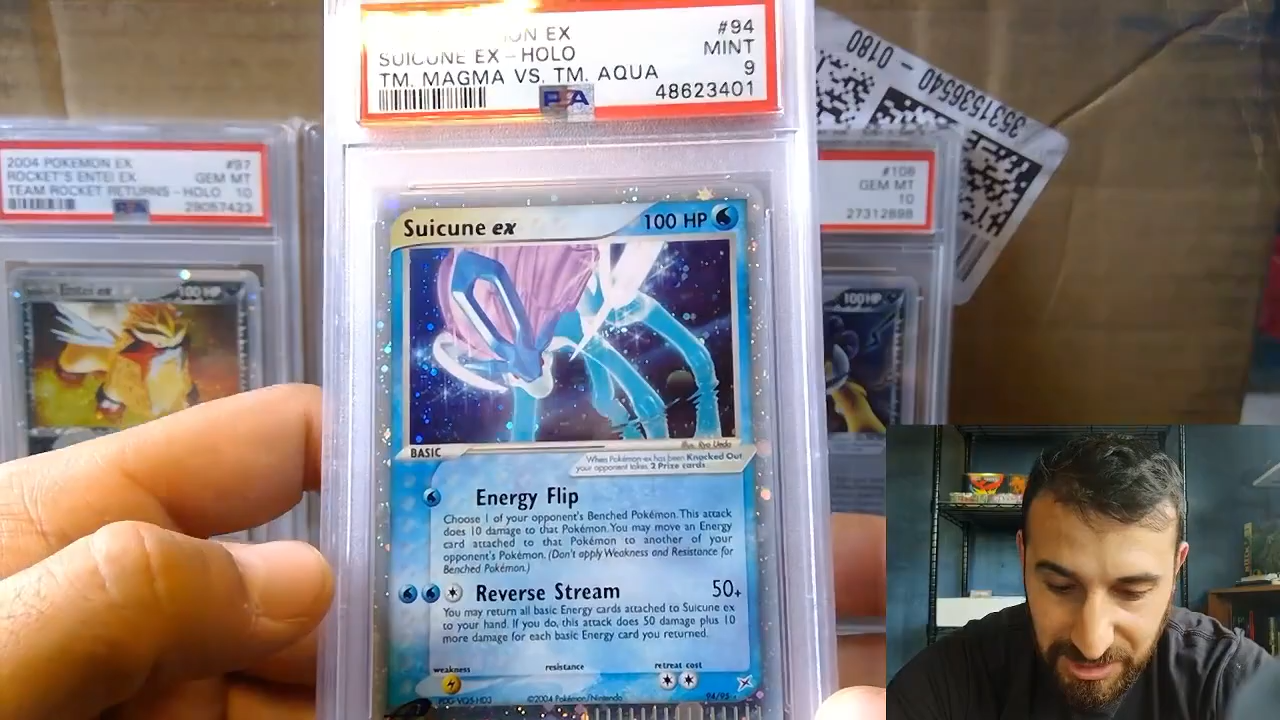 ON EX
#94
SUICUNE EX - HOLO
MINT
TM. MAGMA VS. TM. AQUA
9
PSA
48623401
Suicune ex
100 HP
BASIC
Illus. Ryo Ueda
When Pokémon-ex has been Knocked Out
your opponent takes 2 Prize cards.
Energy Flip
Choose 1 of your opponent's Benched Pokémon. This attack
does 10 damage to that Pokémon. You may move an Energy
card attached to that Pokémon to another of your
opponent's Pokémon. (Don't apply Weakness and Resistance for
Benched Pokémon.)
Reverse Stream
50+
You may return all basic Energy cards attached to Suicune ex
to your hand. If you do, this attack does 50 damage plus 10
more damage for each basic Energy card you returned.
weakness
resistance
retreat cost
©2004 Pokémon/Nintendo
94/95
2004 POKEMON EX
#97
ROCKET'S ENTEI EX
GEM MT
TEAM ROCKET RETURNS - HOLO
10
PSA
29057423
Entei ex
100 HP
#108
GEM MT
10
27312898
100 HP
3531536540 - 0180